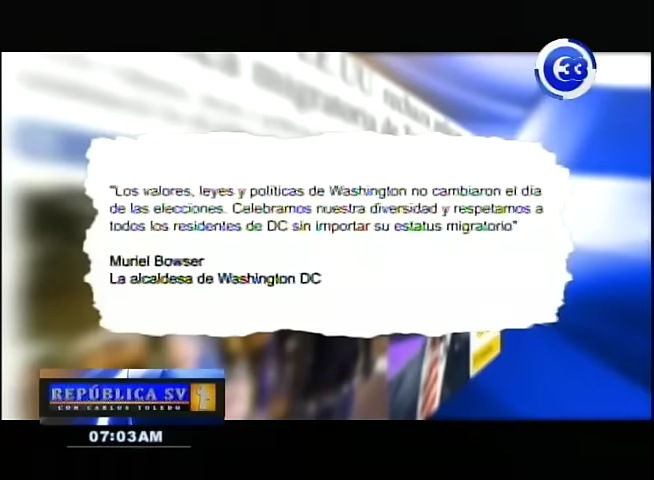 33
"Los valores, leyes y políticas de Washington no cambiaron el día
de las elecciones. Celebramos nuestra diversidad y respetamos a
todos los residentes de DC sin importar su estatus migratorio"
Muriel Bowser
La alcaldesa de Washington DC
REPÚBLICA SV
CON CARLOS TOLEDO
07:03AM